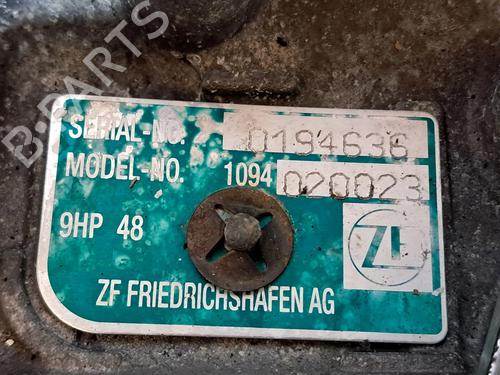 B-PARTS
SERIAL-NO. 0194636
MODEL-NO. 1094 020023
9HP 48
ZF
ZF FRIEDRICHSHAFEN AG